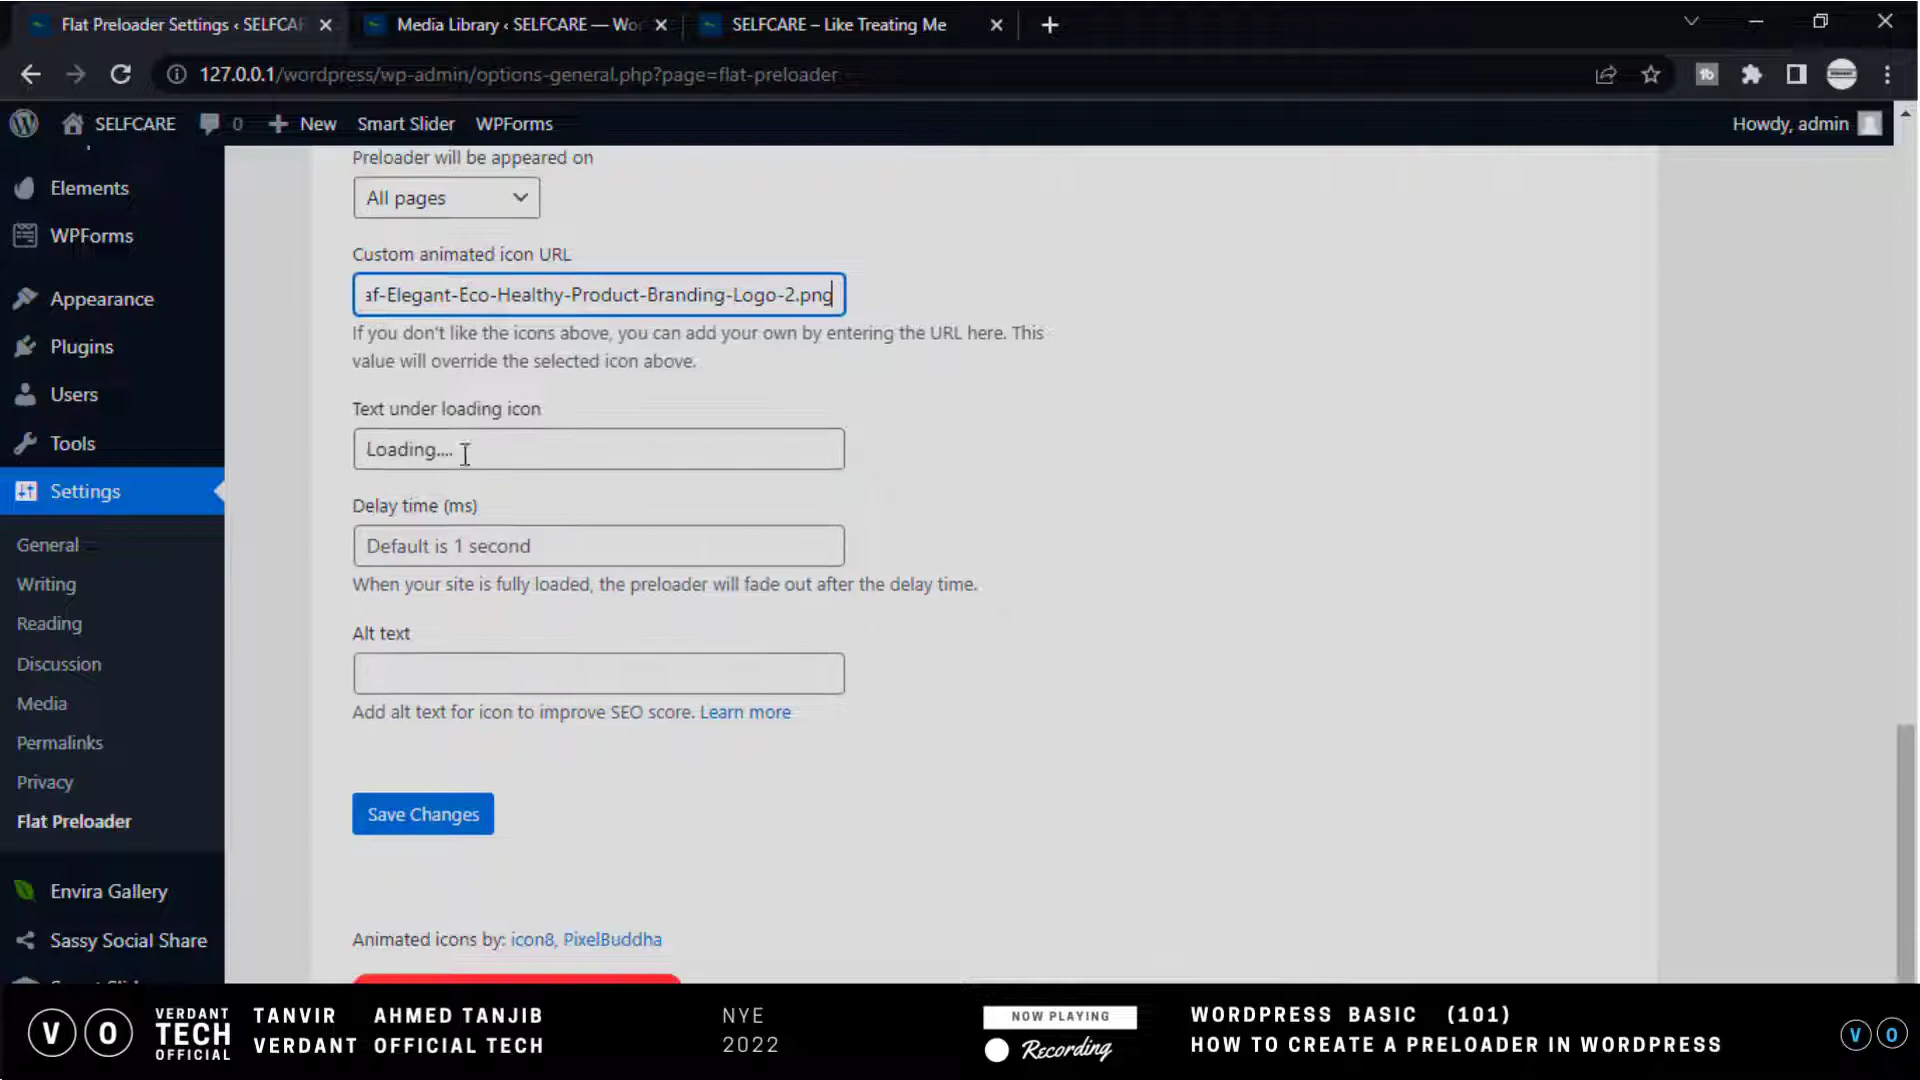 Flat Preloader Settings ‹ SELFCAR
Media Library ‹ SELFCARE — Wo
SELFCARE – Like Treating Me
127.0.0.1/wordpress/wp-admin/options-general.php?page=flat-preloader
SELFCARE
0
New
Smart Slider
WPForms
Howdy, admin
Elements
WPForms
Appearance
Plugins
Users
Tools
Settings
General
Writing
Reading
Discussion
Media
Permalinks
Privacy
Flat Preloader
Envira Gallery
Sassy Social Share
Preloader will be appeared on
All pages
Custom animated icon URL
af-Elegant-Eco-Healthy-Product-Branding-Logo-2.png
If you don't like the icons above, you can add your own by entering the URL here. This
value will override the selected icon above.
Text under loading icon
Loading....
Delay time (ms)
Default is 1 second
When your site is fully loaded, the preloader will fade out after the delay time.
Alt text
Add alt text for icon to improve SEO score. Learn more
Save Changes
Animated icons by: icon8, PixelBuddha
V O
VERDANT
TECH
OFFICIAL
TANVIR AHMED TANJIB
VERDANT OFFICIAL TECH
NYE
2022
NOW PLAYING
Recording
WORDPRESS BASIC (101)
HOW TO CREATE A PRELOADER IN WORDPRESS
V O